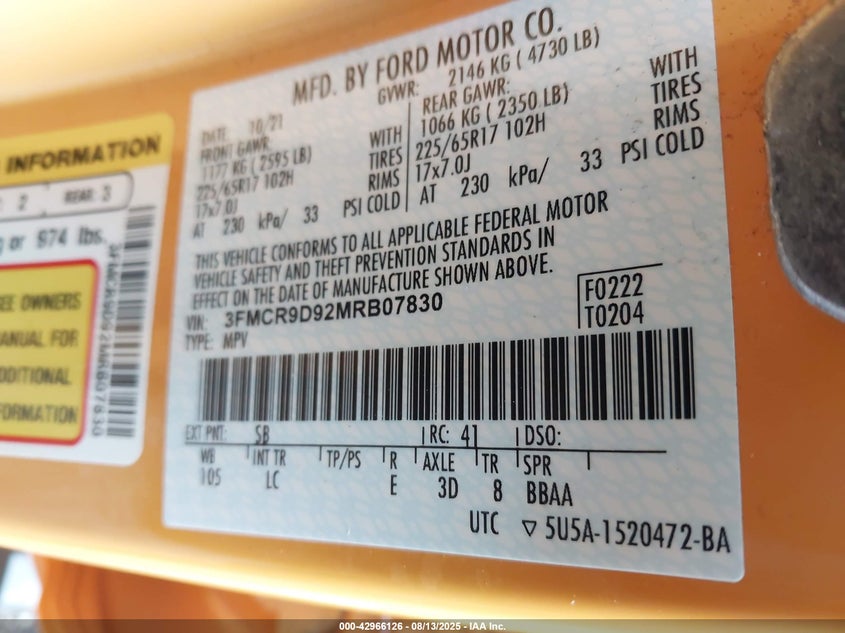 INFORMATION
2 REAR: 3
g or 974 lbs.
SEE OWNERS
MANUAL FOR
ADDITIONAL
INFORMATION
3FMCR9D92MRB07830
MFD. BY FORD MOTOR CO.
GVWR: 2146 KG ( 4730 LB)
DATE: 10/21
FRONT GAWR:
1177 KG ( 2595 LB) WITH
225/65R17 102H TIRES
17x7.0J RIMS
AT 230 kPa/ 33 PSI COLD
REAR GAWR:
1066 KG ( 2350 LB) WITH
225/65R17 102H TIRES
17x7.0J RIMS
AT 230 kPa/ 33 PSI COLD
THIS VEHICLE CONFORMS TO ALL APPLICABLE FEDERAL MOTOR
VEHICLE SAFETY AND THEFT PREVENTION STANDARDS IN
EFFECT ON THE DATE OF MANUFACTURE SHOWN ABOVE.
VIN: 3FMCR9D92MRB07830
TYPE: MPV
F0222
T0204
EXT PNT: SB RC: 41 DSO:
WB INT TR TP/PS R AXLE TR SPR
105 LC E 3D 8 BBAA
UTC ▽ 5U5A-1520472-BA
000-42966126 - 08/13/2025 - IAA Inc.